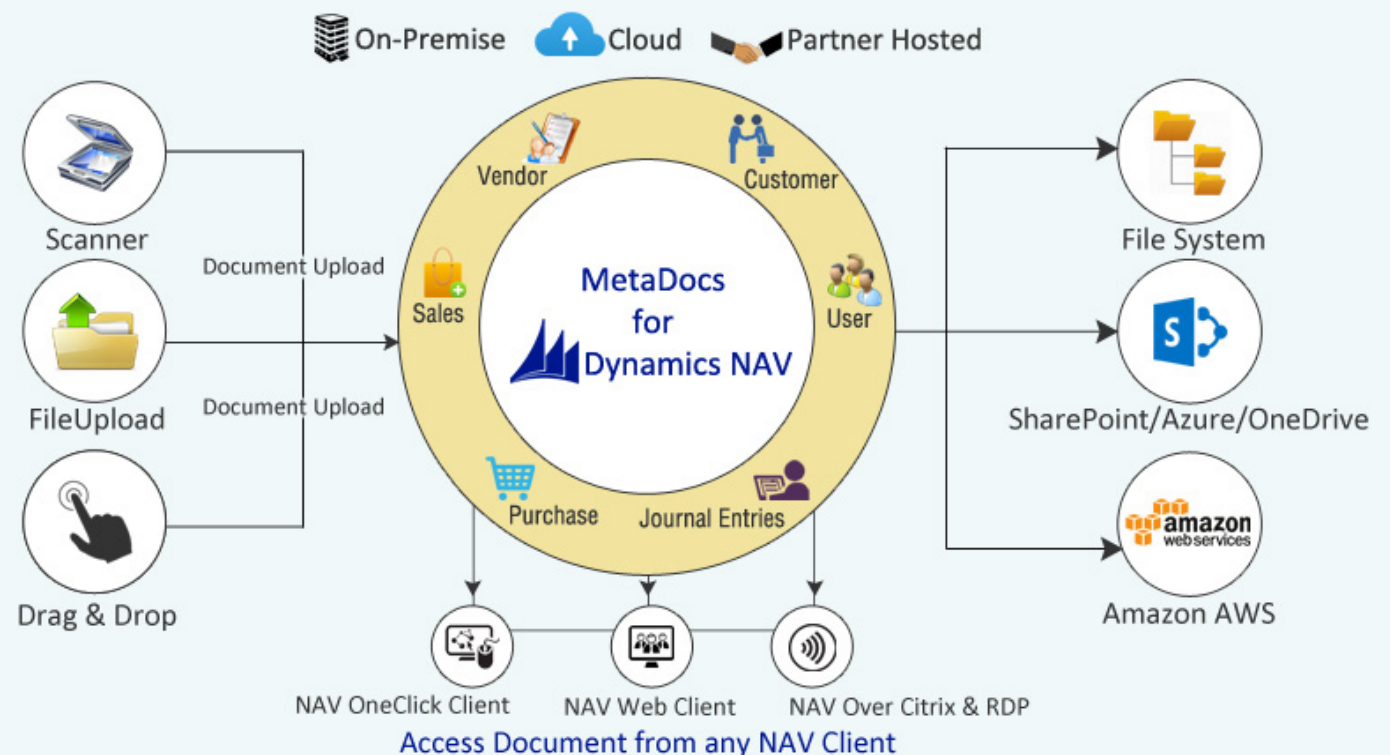 On-Premise
Cloud
Partner Hosted
Scanner
FileUpload
Drag & Drop
Document Upload
Document Upload
Vendor
Customer
Sales
User
Purchase
Journal Entries
MetaDocs
for
Dynamics NAV
File System
S
SharePoint/Azure/OneDrive
amazon
webservices
Amazon AWS
NAV OneClick Client
NAV Web Client
NAV Over Citrix & RDP
Access Document from any NAV Client